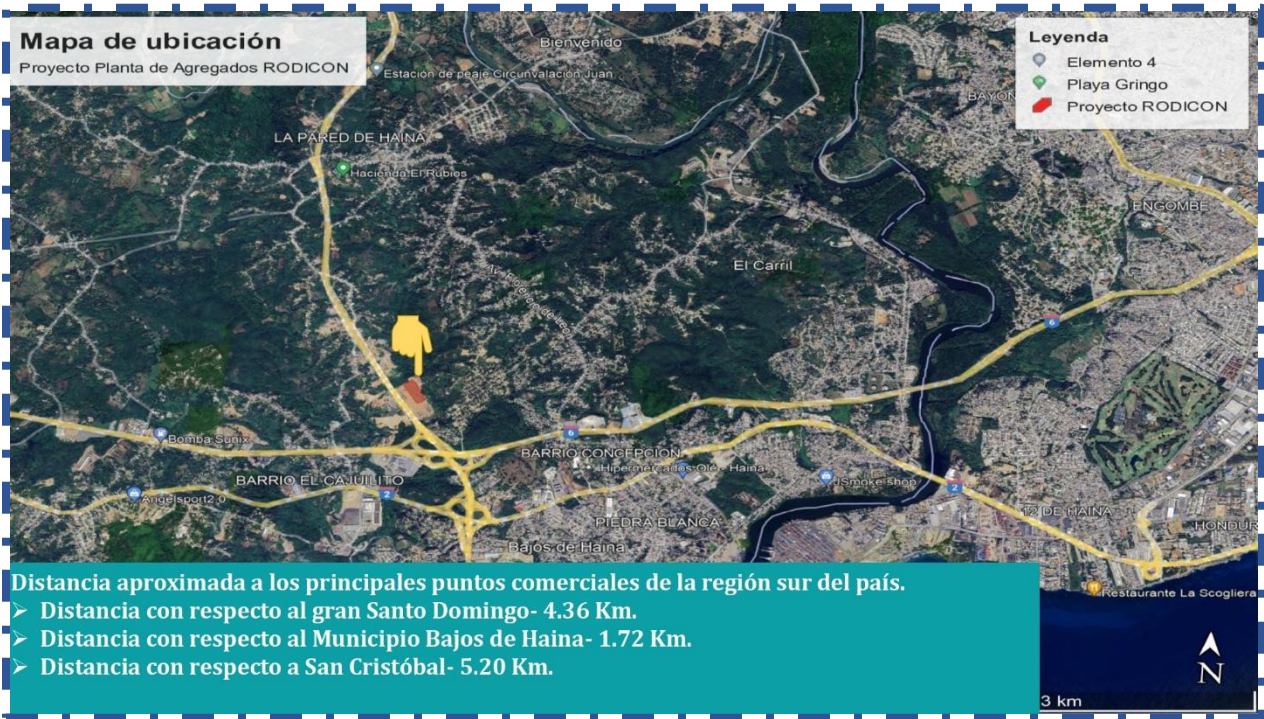 Mapa de ubicación
Proyecto Planta de Agregados RODICON
Leyenda
Elemento 4
Playa Gringo
Proyecto RODICON
Bienvenido
Estación de peaje Circunvalación Juan
BAYON
LA PARED DE HAINA
Hacienda El Rubios
ENGOMBE
El Carril
6
Bomba Sunix
6
BARRIO CONCEPCION
Hipermercados Olé - Haina
BARRIO EL CAJUILITO
JSmoke shop
2
2
Angelsport2.0
PIEDRA BLANCA
12 DE HAINA
HONDUR
Bajos de Haina
Restaurante La Scogliera
Distancia aproximada a los principales puntos comerciales de la región sur del país.
➢ Distancia con respecto al gran Santo Domingo- 4.36 Km.
➢ Distancia con respecto al Municipio Bajos de Haina- 1.72 Km.
➢ Distancia con respecto a San Cristóbal- 5.20 Km.
N
3 km